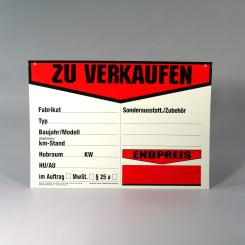 ZU VERKAUFEN
Fabrikat
Typ
Baujahr/Modell
km-Stand
Hubraum KW
HU/AU
im Auftrag MwSt. § 25 a
Sonderausstatt./Zubehör
ENDPREIS